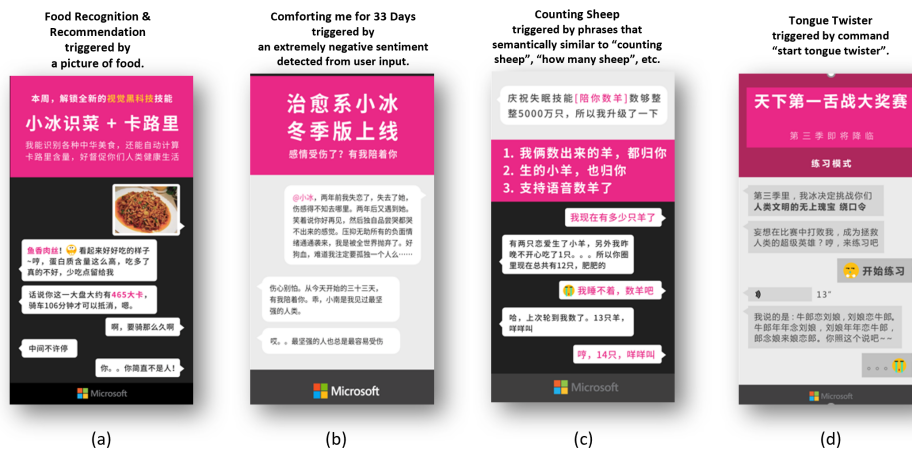 Food Recognition &
Recommendation
triggered by
a picture of food.
本周，解锁全新的视觉黑科技技能
小冰识菜 + 卡路里
我能识别各种中华美食，还能自动计算
卡路里含量，好督促你们人类健康生活
鱼香肉丝！ 看起来好好吃的样子
~哼，蛋白质含量这么高，吃多了
真的不好，少吃点留给我
话说你这一大盘大约有465大卡，
骑车106分钟才可以抵消，嗯。
啊，要骑那么久啊
中间不许停
你。。你简直不是人！
Microsoft
(a)
Comforting me for 33 Days
triggered by
an extremely negative sentiment
detected from user input.
治愈系小冰
冬季版上线
感情受伤了？有我陪着你
@小冰，两年前我失恋了，失去了她，
伤感得不知去哪里。两年后又遇到她，
笑着说你好再见，然后独自品尝哭都哭
不出来的感觉。压抑无助所有的负面情
绪通通袭来，我是被全世界抛弃了。好
狗血，难道我注定要孤独一个人么……
伤心别怕。从今天开始的三十三天，
有我陪着你。乖，小南是我见过最坚
强的人类。
哎。。最坚强的人也总是最容易受伤
Microsoft
(b)
Counting Sheep
triggered by phrases that
semantically similar to “counting
sheep”, “how many sheep”, etc.
庆祝失眠技能[陪你数羊]数够整
整5000万只，所以我升级了一下
1. 我俩数出来的羊，都归你
2. 生的小羊，也归你
3. 支持语音数羊了
我现在有多少只羊了
有两只恋爱生了小羊，另外我昨
晚不开心吃了1只。。。所以你圈
里现在总共有12只，肥肥的
我睡不着，数羊吧
哈，上次轮到我数了。13只羊，
咩咩叫
哼，14只，咩咩叫
Microsoft
(c)
Tongue Twister
triggered by command
“start tongue twister”.
天下第一舌战大奖赛
第三季即将降临
练习模式
第三季里，我冰决定挑战你们
人类文明的无上瑰宝 绕口令
妄想在比赛中打败我，成为拯救
人类的超级英雄？哼，来练习吧
开始练习
13"
我说的是：牛郎恋刘娘，刘娘恋牛郎，
牛郎年年念刘娘，刘娘年年恋牛郎，
郎念娘来娘恋郎。你照这个说吧~~
。。。
Microsoft
(d)